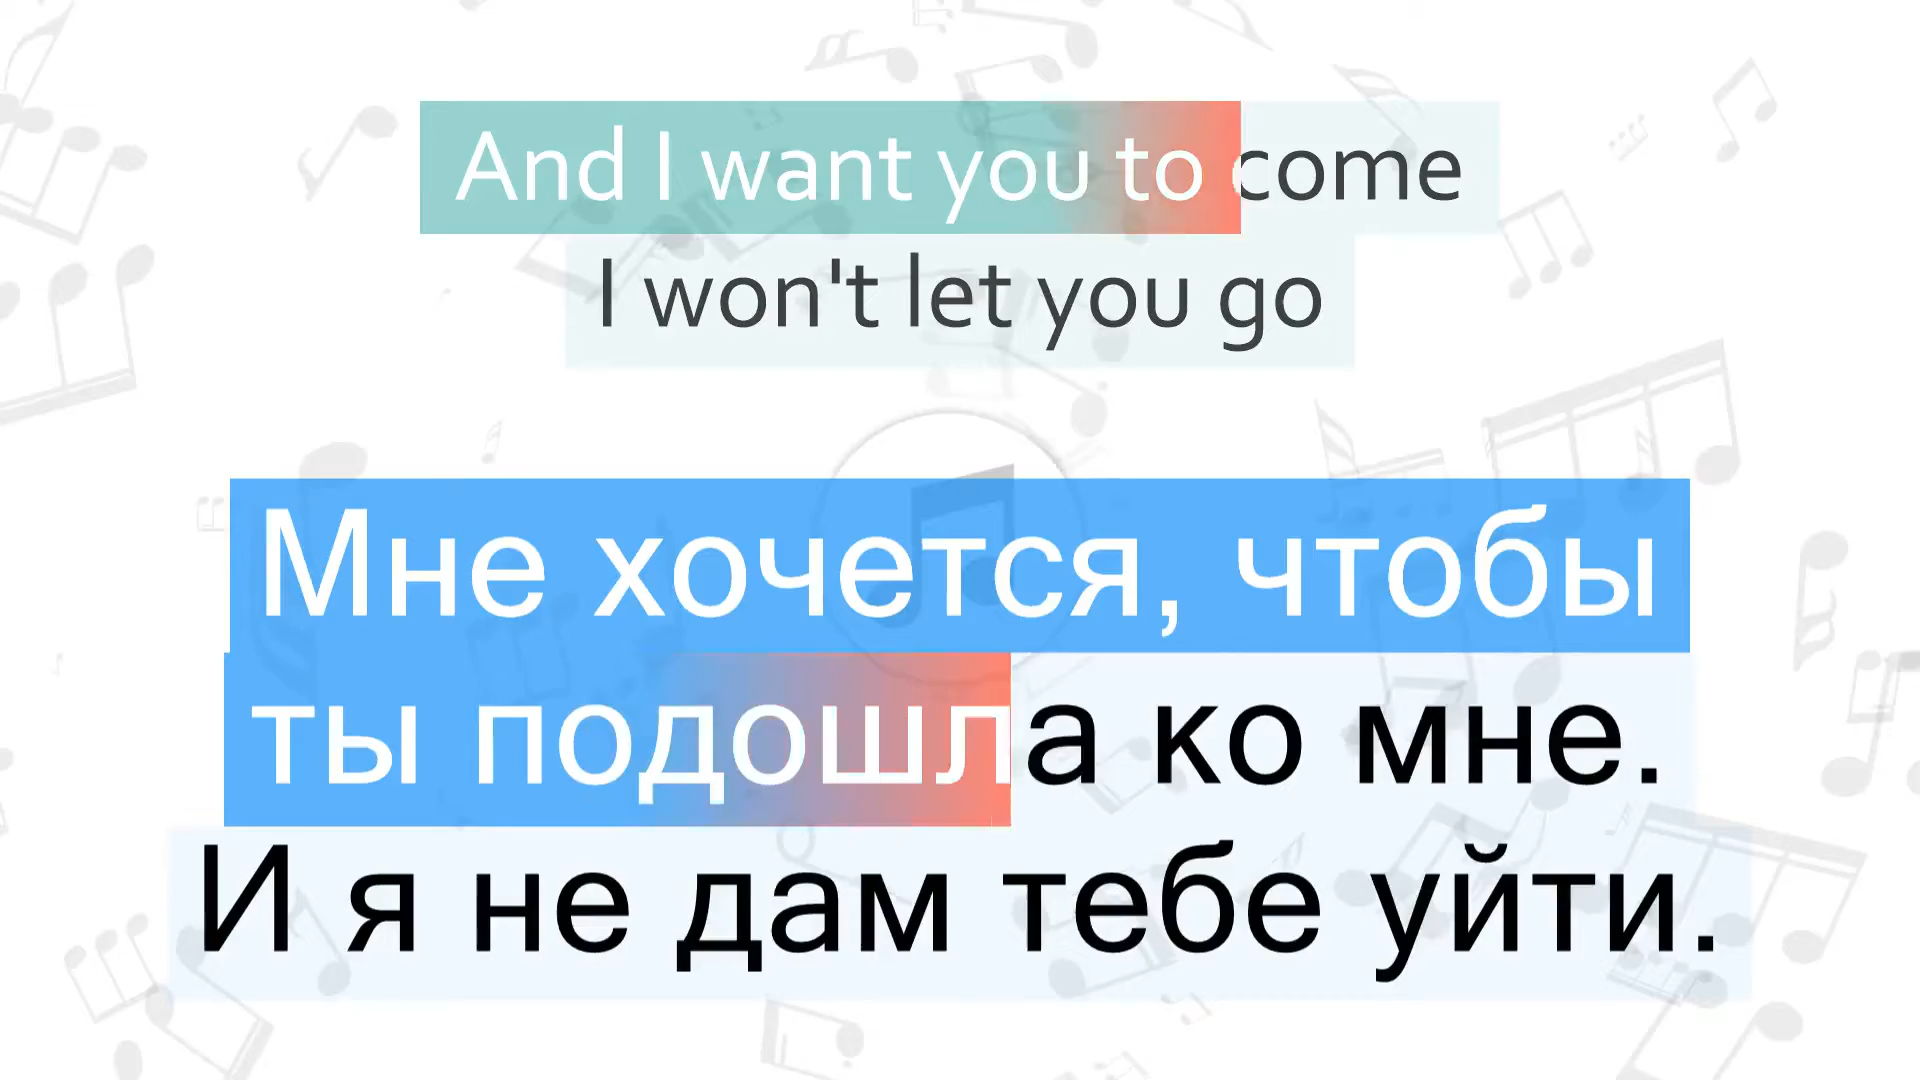 And I want you to come
I won't let you go
Мне хочется, чтобы
ты подошла ко мне.
И я не дам тебе уйти.